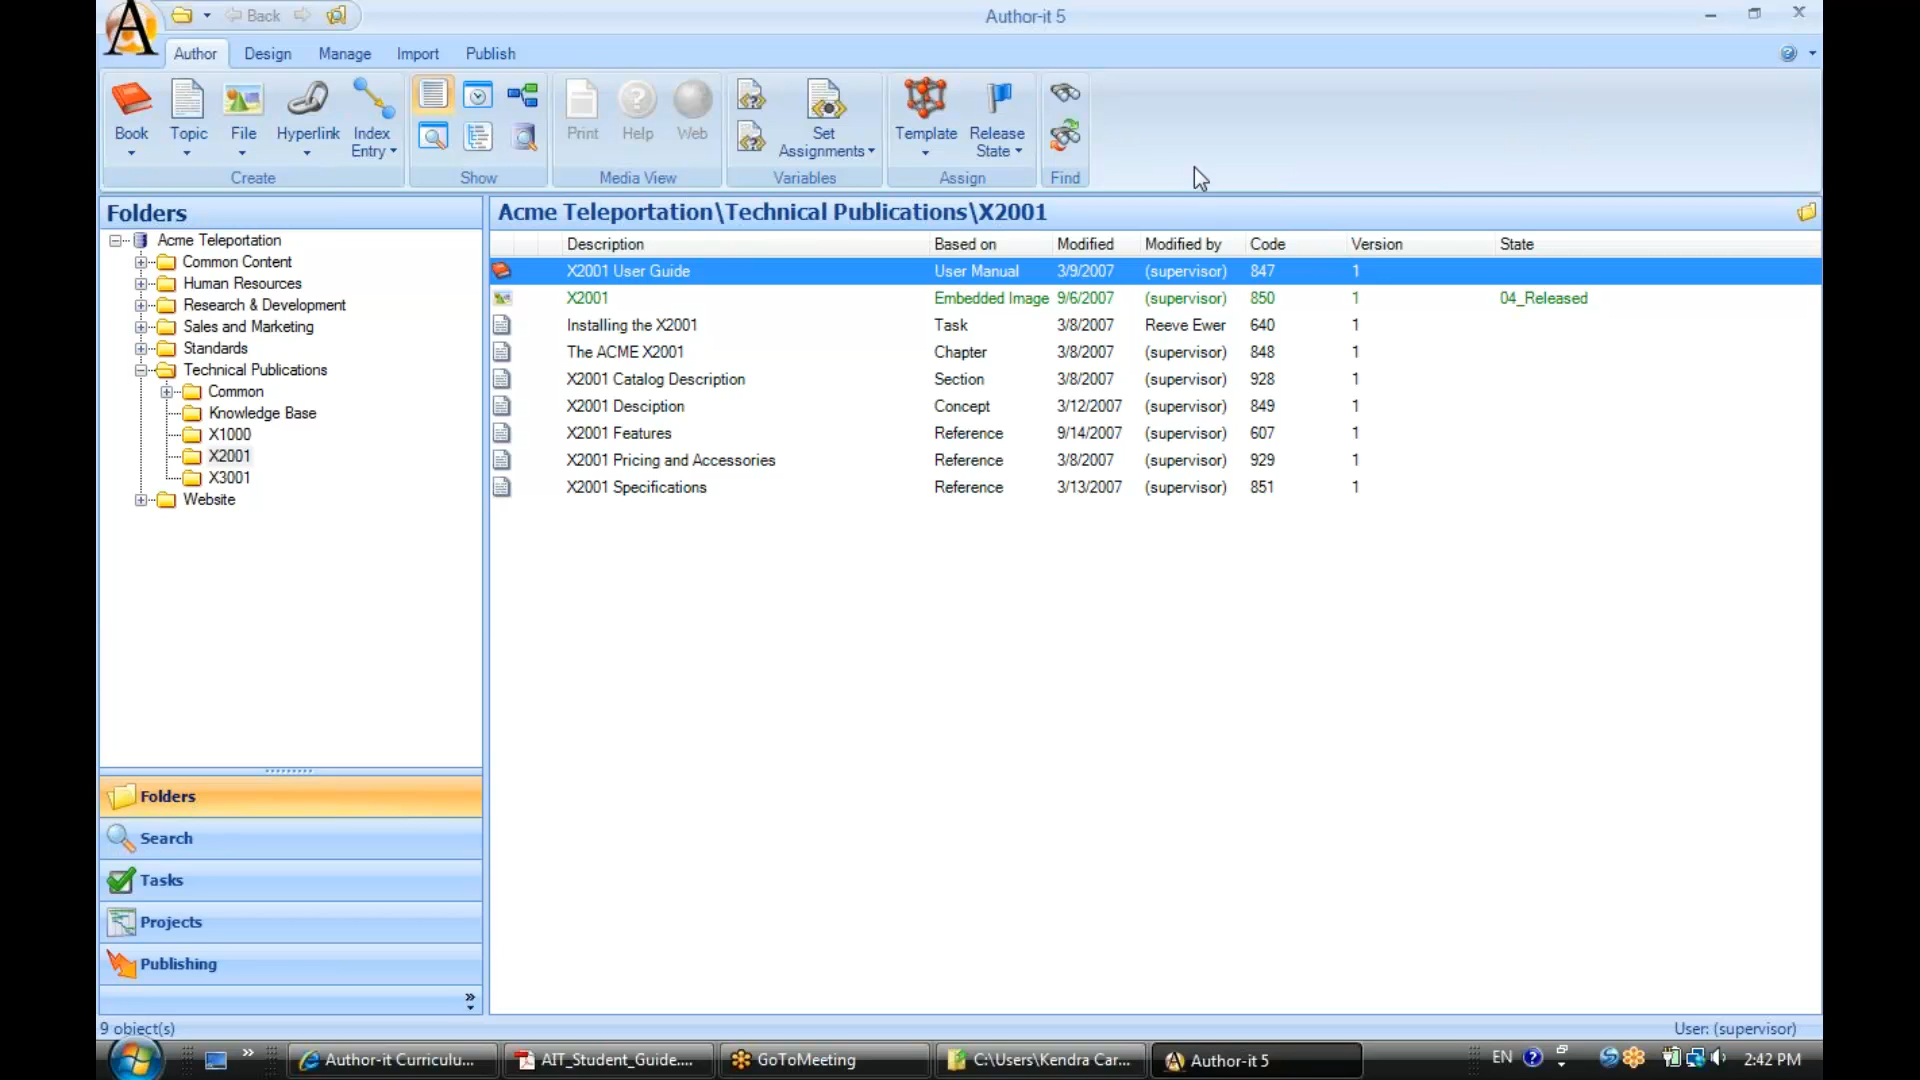 Back
Author-it 5
Author Design Manage Import Publish
Book Topic File Hyperlink Index Entry
Create
Show
Print Help Web
Media View
Set Assignments
Variables
Template Release State
Assign
Find
Folders
Acme Teleportation
Common Content
Human Resources
Research & Development
Sales and Marketing
Standards
Technical Publications
Common
Knowledge Base
X1000
X2001
X3001
Website
Folders
Search
Tasks
Projects
Publishing
Acme Teleportation\Technical Publications\X2001
Description Based on Modified Modified by Code Version State
X2001 User Guide User Manual 3/9/2007 (supervisor) 847 1
X2001 Embedded Image 9/6/2007 (supervisor) 850 1 04_Released
Installing the X2001 Task 3/8/2007 Reeve Ewer 640 1
The ACME X2001 Chapter 3/8/2007 (supervisor) 848 1
X2001 Catalog Description Section 3/8/2007 (supervisor) 928 1
X2001 Desciption Concept 3/12/2007 (supervisor) 849 1
X2001 Features Reference 9/14/2007 (supervisor) 607 1
X2001 Pricing and Accessories Reference 3/8/2007 (supervisor) 929 1
X2001 Specifications Reference 3/13/2007 (supervisor) 851 1
9 object(s) User: (supervisor)
Author-it Curriculu... AIT_Student_Guide.... GoToMeeting C:\Users\Kendra Car... Author-it 5 EN 2:42 PM